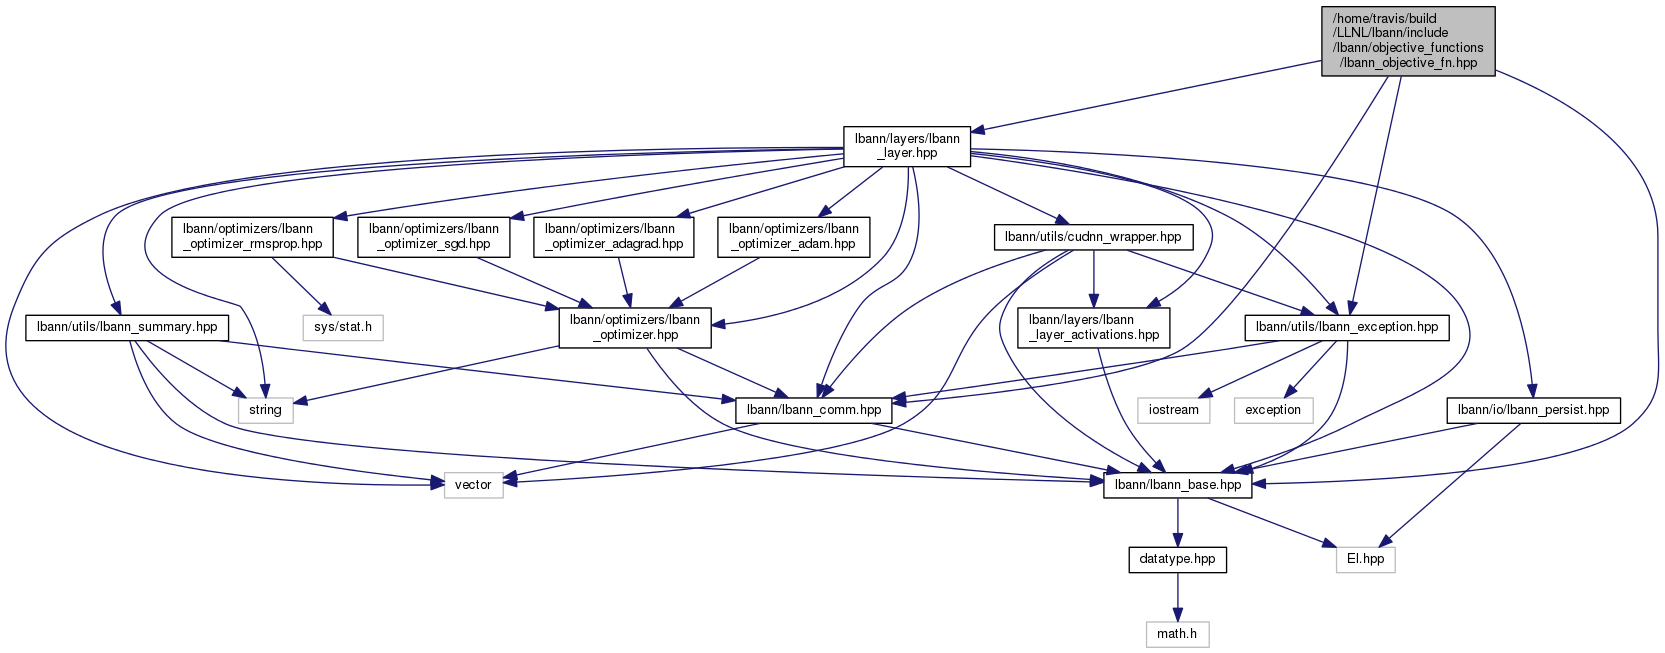 /home/travis/build
/LLNL/lbann/include
/lbann/objective_functions
/lbann_objective_fn.hpp
lbann/layers/lbann
_layer.hpp
lbann/optimizers/lbann
_optimizer_rmsprop.hpp
lbann/optimizers/lbann
_optimizer_sgd.hpp
lbann/optimizers/lbann
_optimizer_adagrad.hpp
lbann/optimizers/lbann
_optimizer_adam.hpp
lbann/utils/cudnn_wrapper.hpp
lbann/utils/lbann_summary.hpp
sys/stat.h
lbann/optimizers/lbann
_optimizer.hpp
lbann/layers/lbann
_layer_activations.hpp
lbann/utils/lbann_exception.hpp
string
lbann/lbann_comm.hpp
iostream
exception
lbann/io/lbann_persist.hpp
vector
lbann/lbann_base.hpp
datatype.hpp
El.hpp
math.h